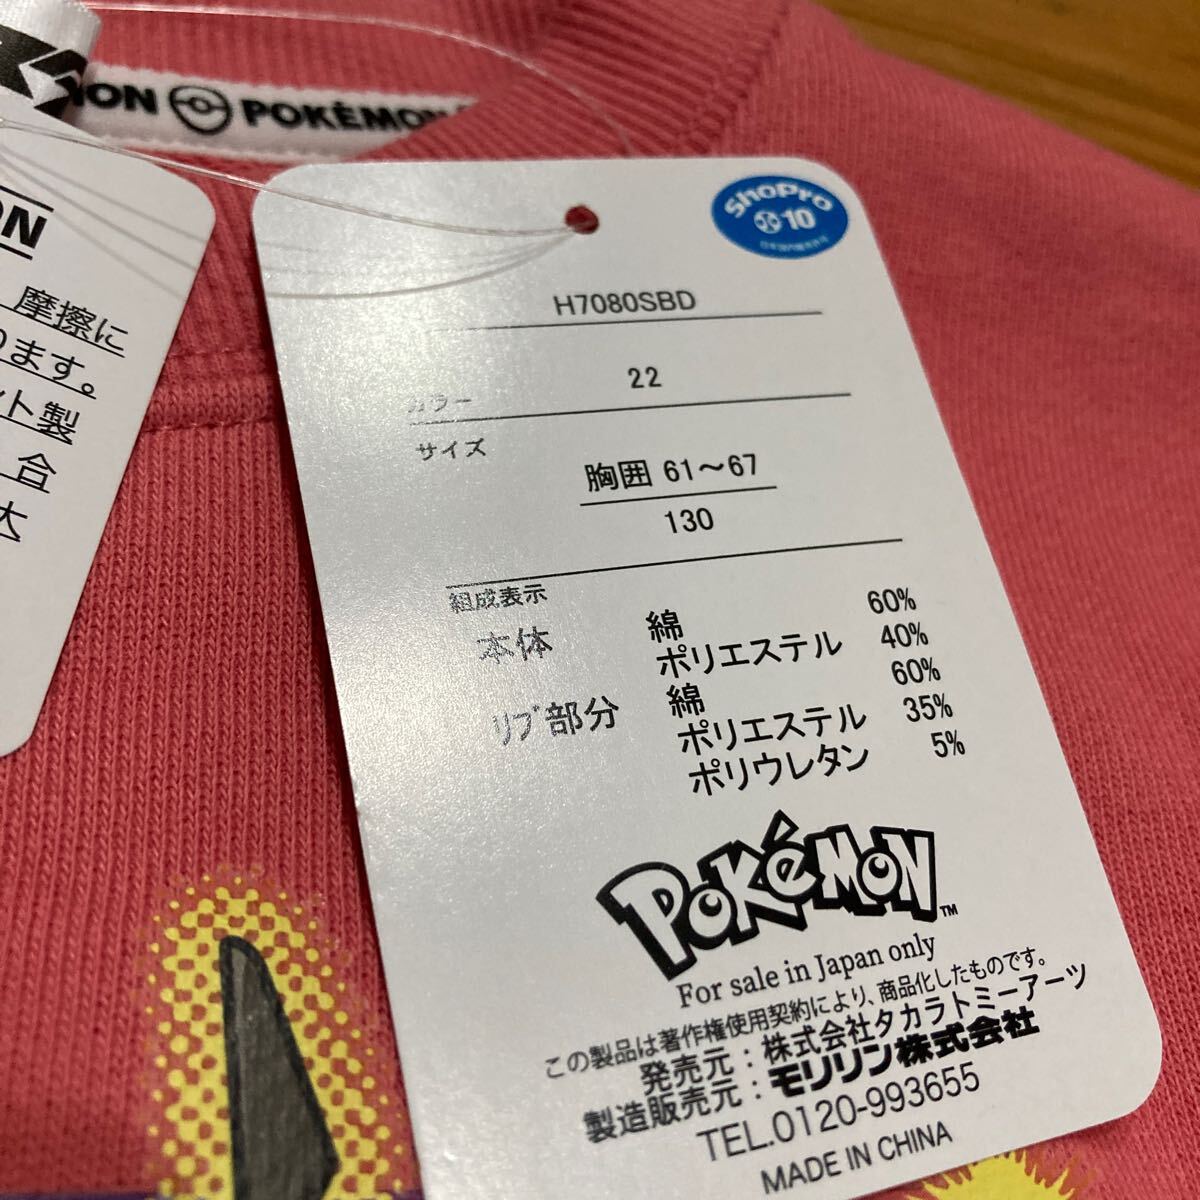 POKÉMON
ON
摩擦に
ります。
ント製
合
ShoPro
10
H7080SBD
カラー 22
サイズ
胸囲 61〜67
130
組成表示
本体 綿 60%
ポリエステル 40%
リブ部分 綿 60%
ポリエステル 35%
ポリウレタン 5%
POKéMON™
For sale in Japan only
この製品は著作権使用契約により、商品化したものです。
発売元：株式会社タカラトミーアーツ
製造販売元：モリリン株式会社
TEL.0120-993655
MADE IN CHINA